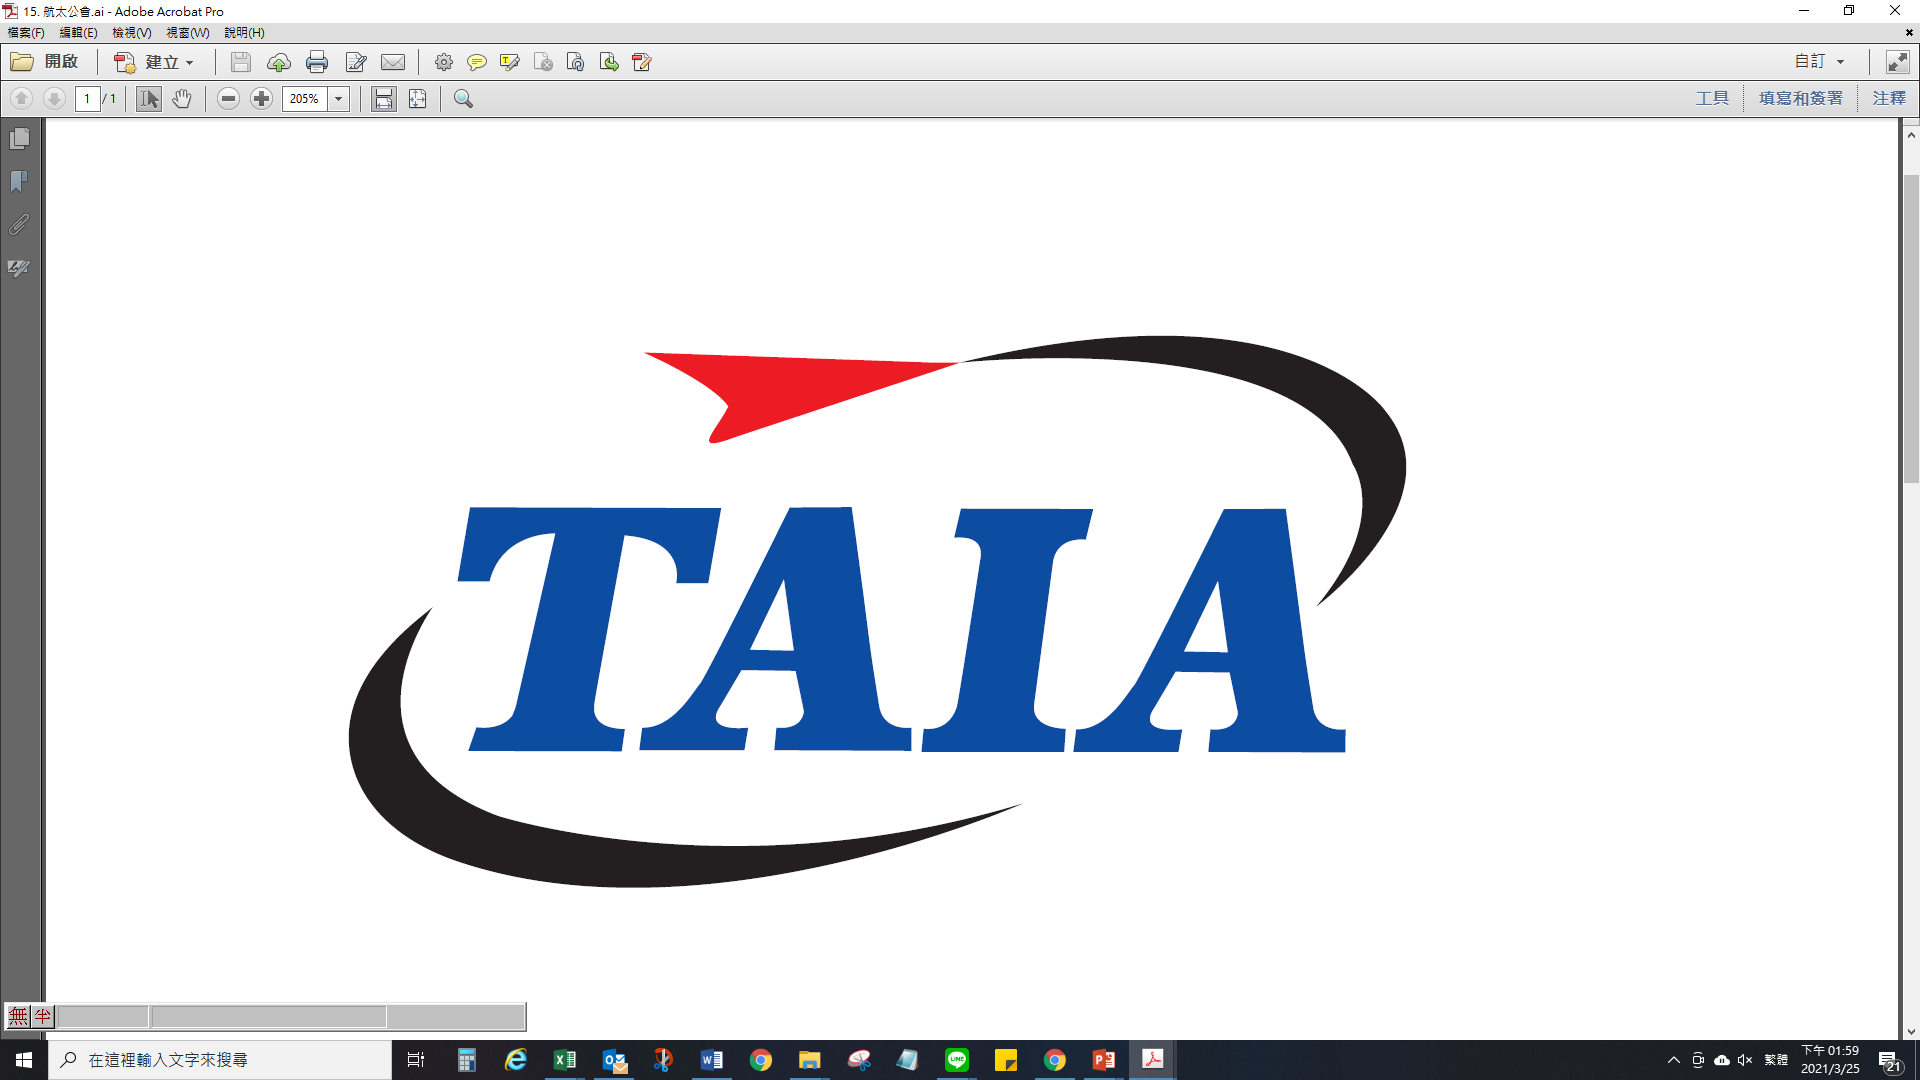 15. 航太公會.ai - Adobe Acrobat Pro
檔案(F) 編輯(E) 檢視(V) 視窗(W) 說明(H)
開啟 建立 自訂
1 / 1 205% 工具 填寫和簽署 注釋
TAIA
無 半
在這裡輸入文字來搜尋
繁體
下午 01:59
2021/3/25
21